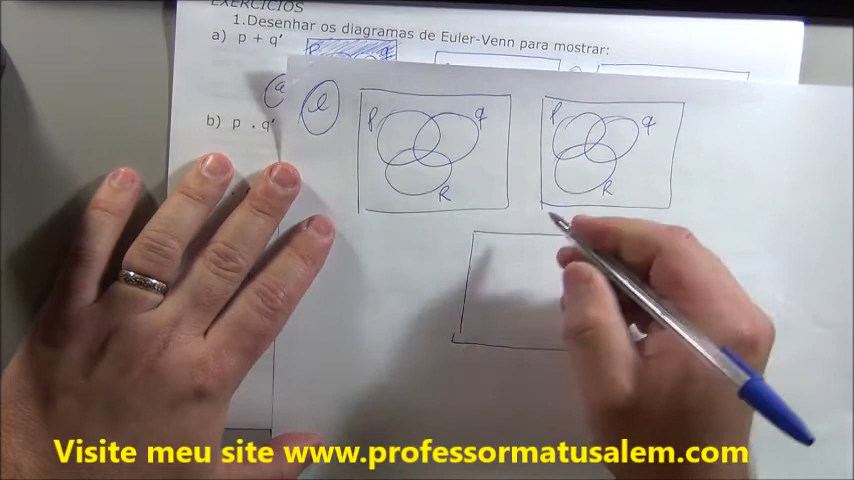 EXERCÍCIOS
1.Desenhar os diagramas de Euler-Venn para mostrar:
a) p + q'
p q
a
e
p q
R
p q
R
b) p . q'
Visite meu site www.professormatusalem.com